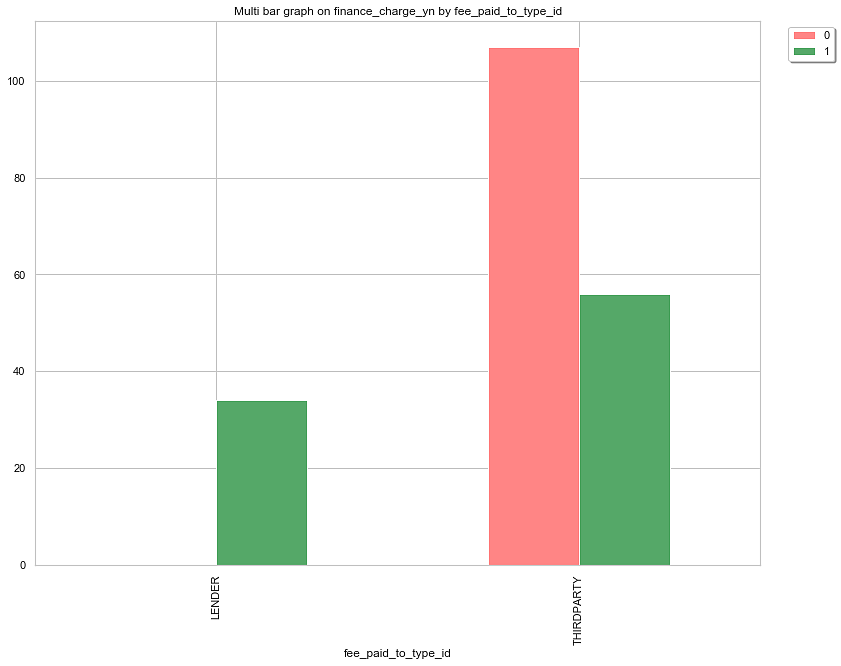 Multi bar graph on finance_charge_yn by fee_paid_to_type_id
0
1
100
80
60
40
20
0
LENDER
THIRDPARTY
fee_paid_to_type_id